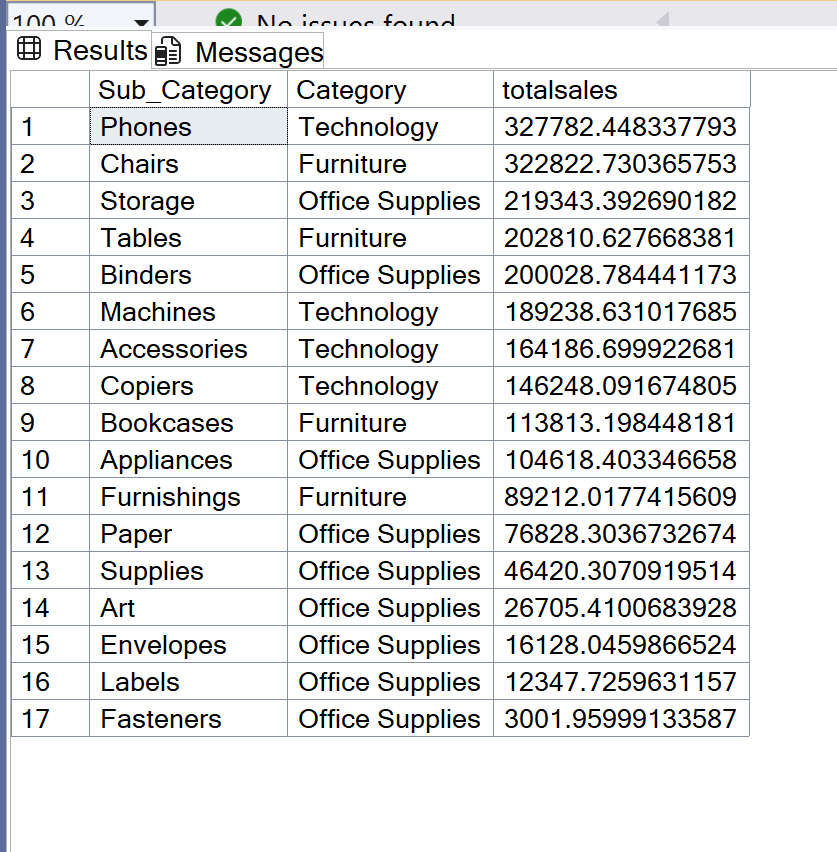 100 % No issues found
Results Messages
Sub_Category Category totalsales
1 Phones Technology 327782.448337793
2 Chairs Furniture 322822.730365753
3 Storage Office Supplies 219343.392690182
4 Tables Furniture 202810.627668381
5 Binders Office Supplies 200028.784441173
6 Machines Technology 189238.631017685
7 Accessories Technology 164186.699922681
8 Copiers Technology 146248.091674805
9 Bookcases Furniture 113813.198448181
10 Appliances Office Supplies 104618.403346658
11 Furnishings Furniture 89212.0177415609
12 Paper Office Supplies 76828.3036732674
13 Supplies Office Supplies 46420.3070919514
14 Art Office Supplies 26705.4100683928
15 Envelopes Office Supplies 16128.0459866524
16 Labels Office Supplies 12347.7259631157
17 Fasteners Office Supplies 3001.95999133587